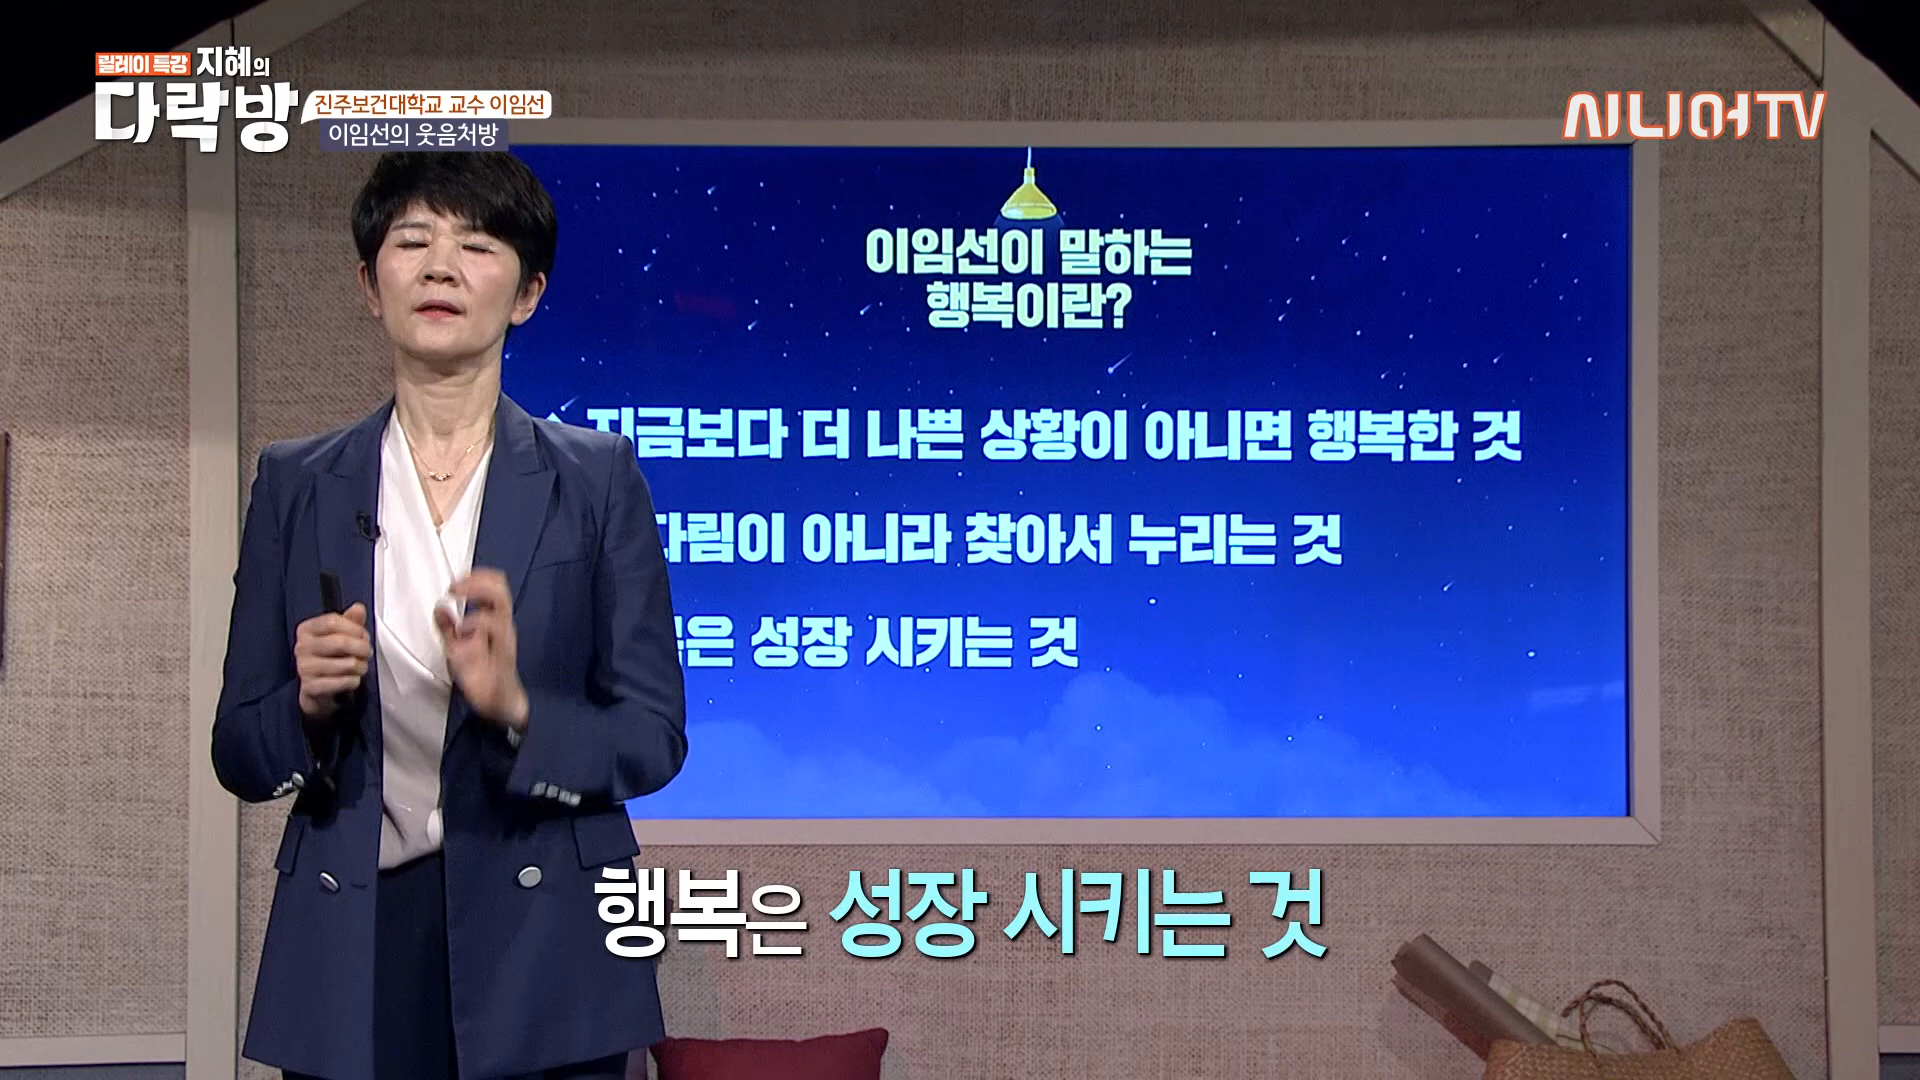 릴레이 특강 지혜의
다락방
진주보건대학교 교수 이임선
이임선의 웃음처방
시니어TV
이임선이 말하는
행복이란?
지금보다 더 나쁜 상황이 아니면 행복한 것
아니라 찾아서 누리는 것
성장 시키는 것
행복은 성장 시키는 것